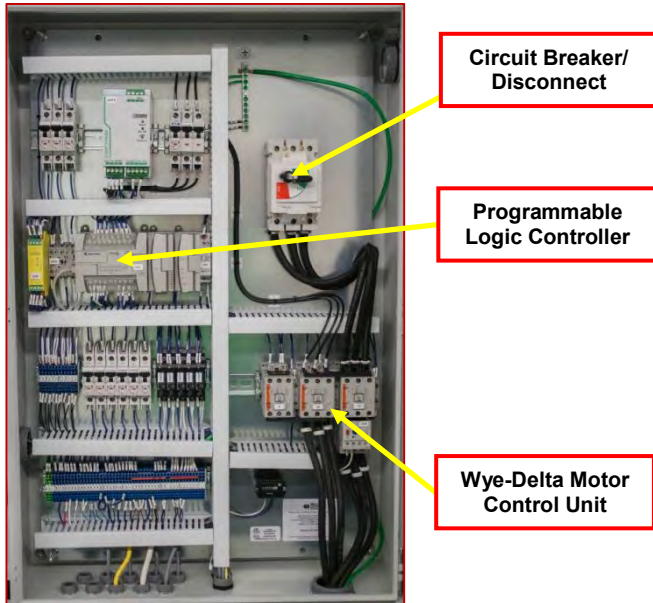 Circuit Breaker/
Disconnect
Programmable
Logic Controller
Wye-Delta Motor
Control Unit